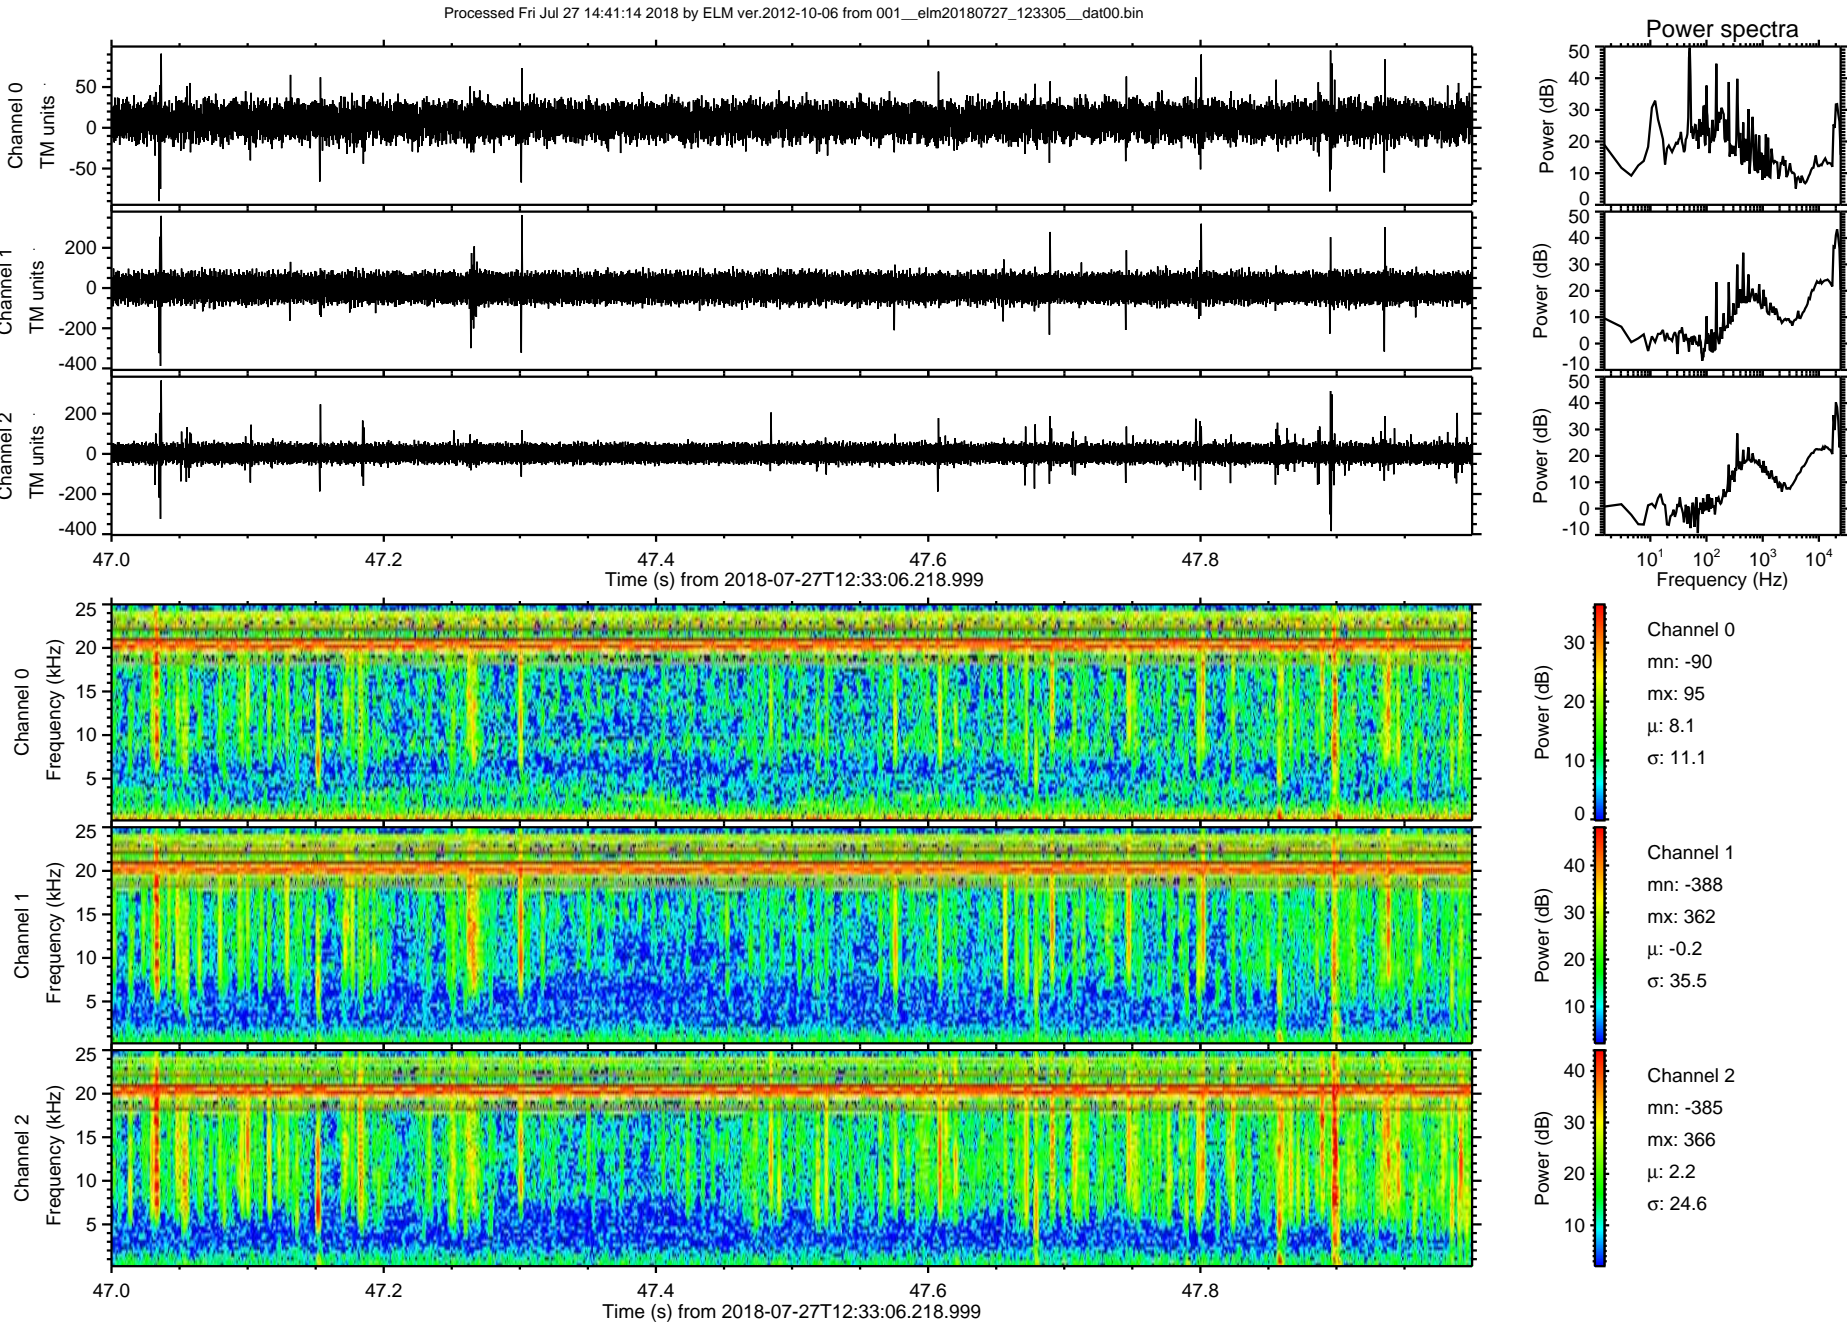 Processed Fri Jul 27 14:41:14 2018 by ELM ver.2012-10-06 from 001__elm20180727_123305__dat00.bin
Power spectra
Channel 0
TM units
50
0
-50
Power (dB)
50
40
30
20
10
0
Channel 1
TM units
200
0
-200
-400
Power (dB)
50
40
30
20
10
0
-10
Channel 2
TM units
200
0
-200
-400
Power (dB)
50
40
30
20
10
0
-10
47.0 47.2 47.4 47.6 47.8
Time (s) from 2018-07-27T12:33:06.218.999
10^1 10^2 10^3 10^4
Frequency (Hz)
Channel 0
Frequency (kHz)
25
20
15
10
5
Power (dB)
30
20
10
0
Channel 0
mn: -90
mx: 95
μ: 8.1
σ: 11.1
Channel 1
Frequency (kHz)
25
20
15
10
5
Power (dB)
40
30
20
10
Channel 1
mn: -388
mx: 362
μ: -0.2
σ: 35.5
Channel 2
Frequency (kHz)
25
20
15
10
5
Power (dB)
40
30
20
10
Channel 2
mn: -385
mx: 366
μ: 2.2
σ: 24.6
47.0 47.2 47.4 47.6 47.8
Time (s) from 2018-07-27T12:33:06.218.999